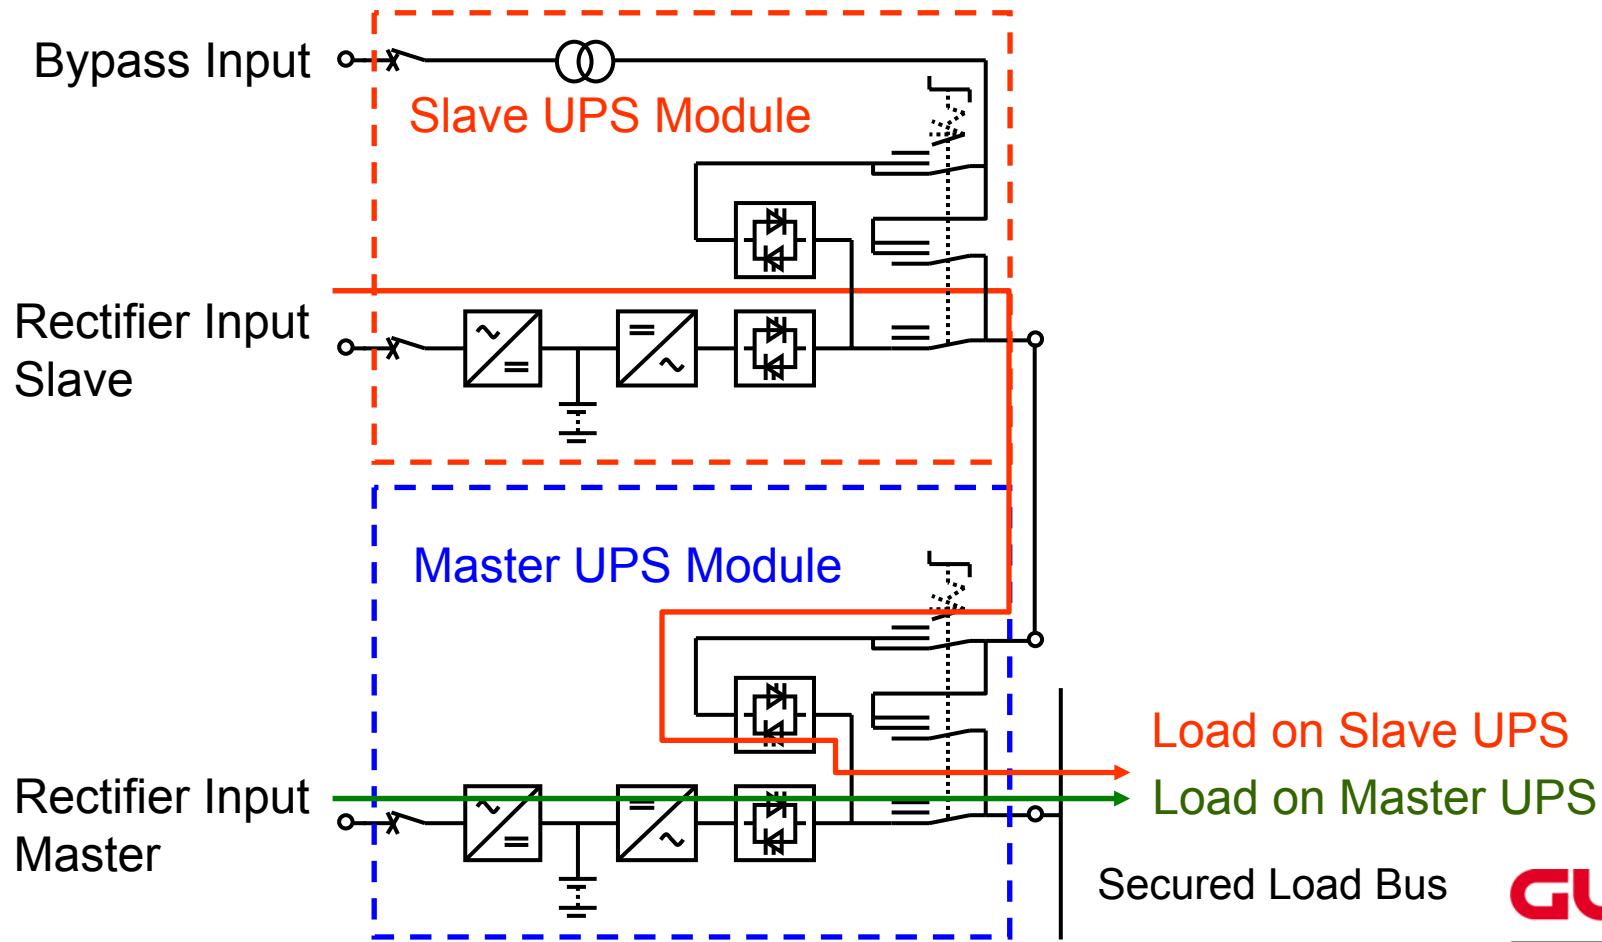 Bypass Input
Slave UPS Module
Rectifier Input
Slave
Master UPS Module
Load on Slave UPS
Rectifier Input
Master
Load on Master UPS
Secured Load Bus